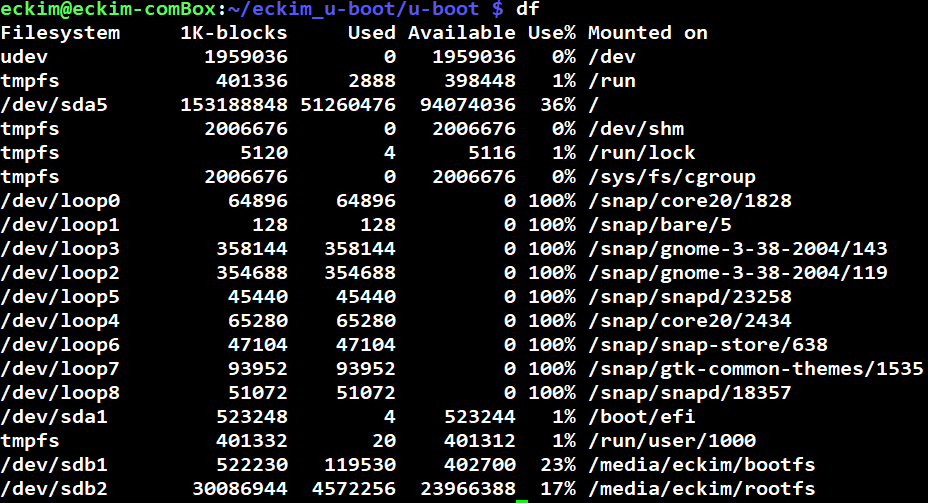 eckim@eckim-comBox:~/eckim_u-boot/u-boot $ df
Filesystem     1K-blocks     Used Available Use% Mounted on
udev             1959036        0   1959036   0% /dev
tmpfs             401336     2888    398448   1% /run
/dev/sda5      153188848 51260476  94074036  36% /
tmpfs            2006676        0   2006676   0% /dev/shm
tmpfs               5120        4      5116   1% /run/lock
tmpfs            2006676        0   2006676   0% /sys/fs/cgroup
/dev/loop0         64896    64896         0 100% /snap/core20/1828
/dev/loop1           128      128         0 100% /snap/bare/5
/dev/loop3        358144   358144         0 100% /snap/gnome-3-38-2004/143
/dev/loop2        354688   354688         0 100% /snap/gnome-3-38-2004/119
/dev/loop5         45440    45440         0 100% /snap/snapd/23258
/dev/loop4         65280    65280         0 100% /snap/core20/2434
/dev/loop6         47104    47104         0 100% /snap/snap-store/638
/dev/loop7         93952    93952         0 100% /snap/gtk-common-themes/1535
/dev/loop8         51072    51072         0 100% /snap/snapd/18357
/dev/sda1         523248        4    523244   1% /boot/efi
tmpfs             401332       20    401312   1% /run/user/1000
/dev/sdb1         522230   119530    402700  23% /media/eckim/bootfs
/dev/sdb2       30086944  4572256  23966388  17% /media/eckim/rootfs